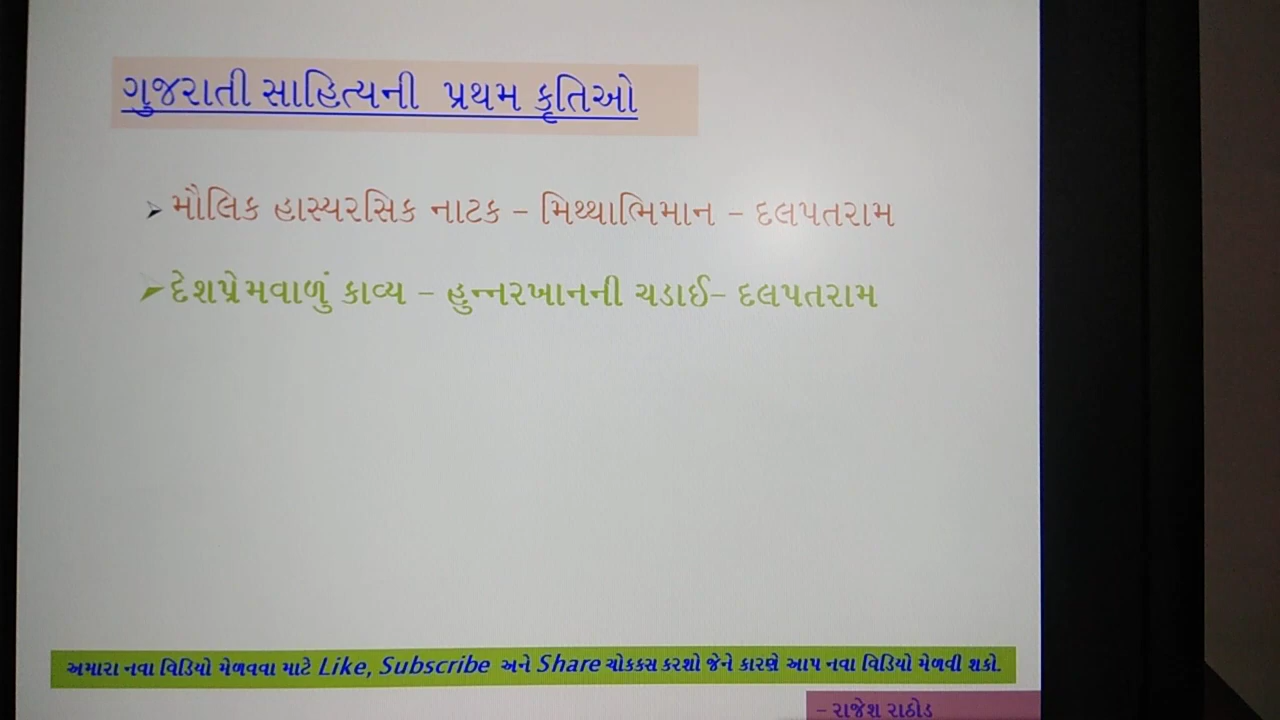 ગુજરાતી સાહિત્યની પ્રથમ કૃતિઓ
મૌલિક હાસ્યરસિક નાટક – મિથ્થાભિમાન – દલપતરામ
દેશપ્રેમવાળું કાવ્ય – હુન્નરખાનની ચડાઈ– દલપતરામ
અમારા નવા વિડિયો મેળવવા માટે Like, Subscribe અને Share ચોકકસ કરશો જેને કારણે આપ નવા વિડિયો મેળવી શકો.
– રાજેશ રાઠોડ